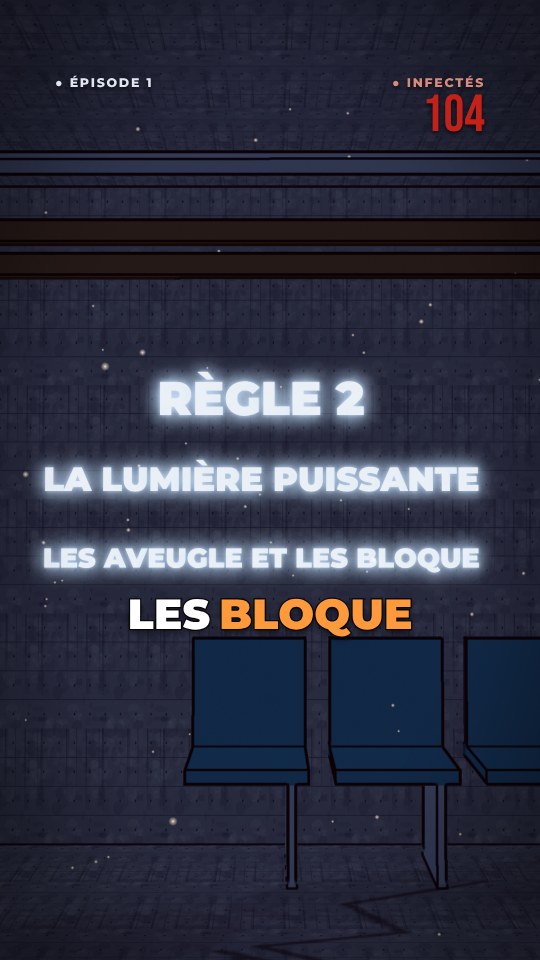 • ÉPISODE 1
• INFECTÉS
104
RÈGLE 2
LA LUMIÈRE PUISSANTE
LES AVEUGLE ET LES BLOQUE
LES BLOQUE